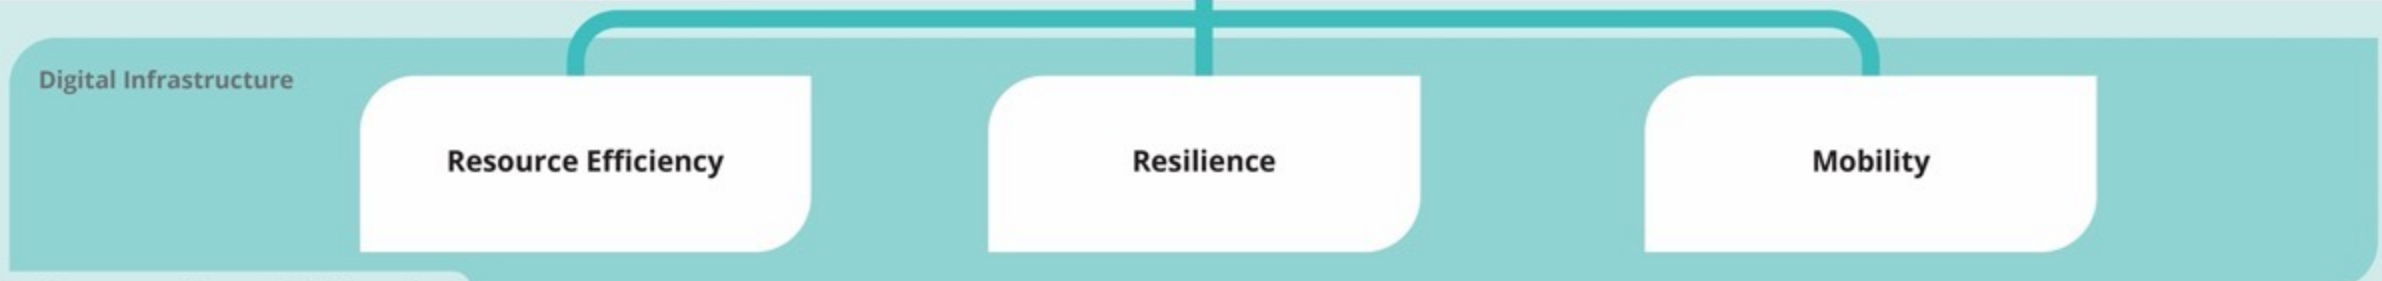 Digital Infrastructure
Resource Efficiency
Resilience
Mobility